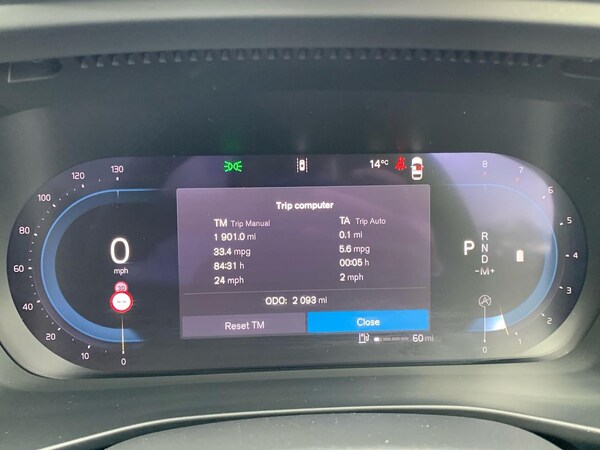 14°C
Trip computer
TM Trip Manual
1 901.0 mi
33.4 mpg
84:31 h
24 mph
TA Trip Auto
0.1 mi
5.6 mpg
00:05 h
2 mph
ODO: 2 093 mi
Reset TM
Close
60 mi
130
120
100
80
60
40
20
10
0
0
mph
P
R
N
D
-M+
8
7
6
5
4
3
2
1
0